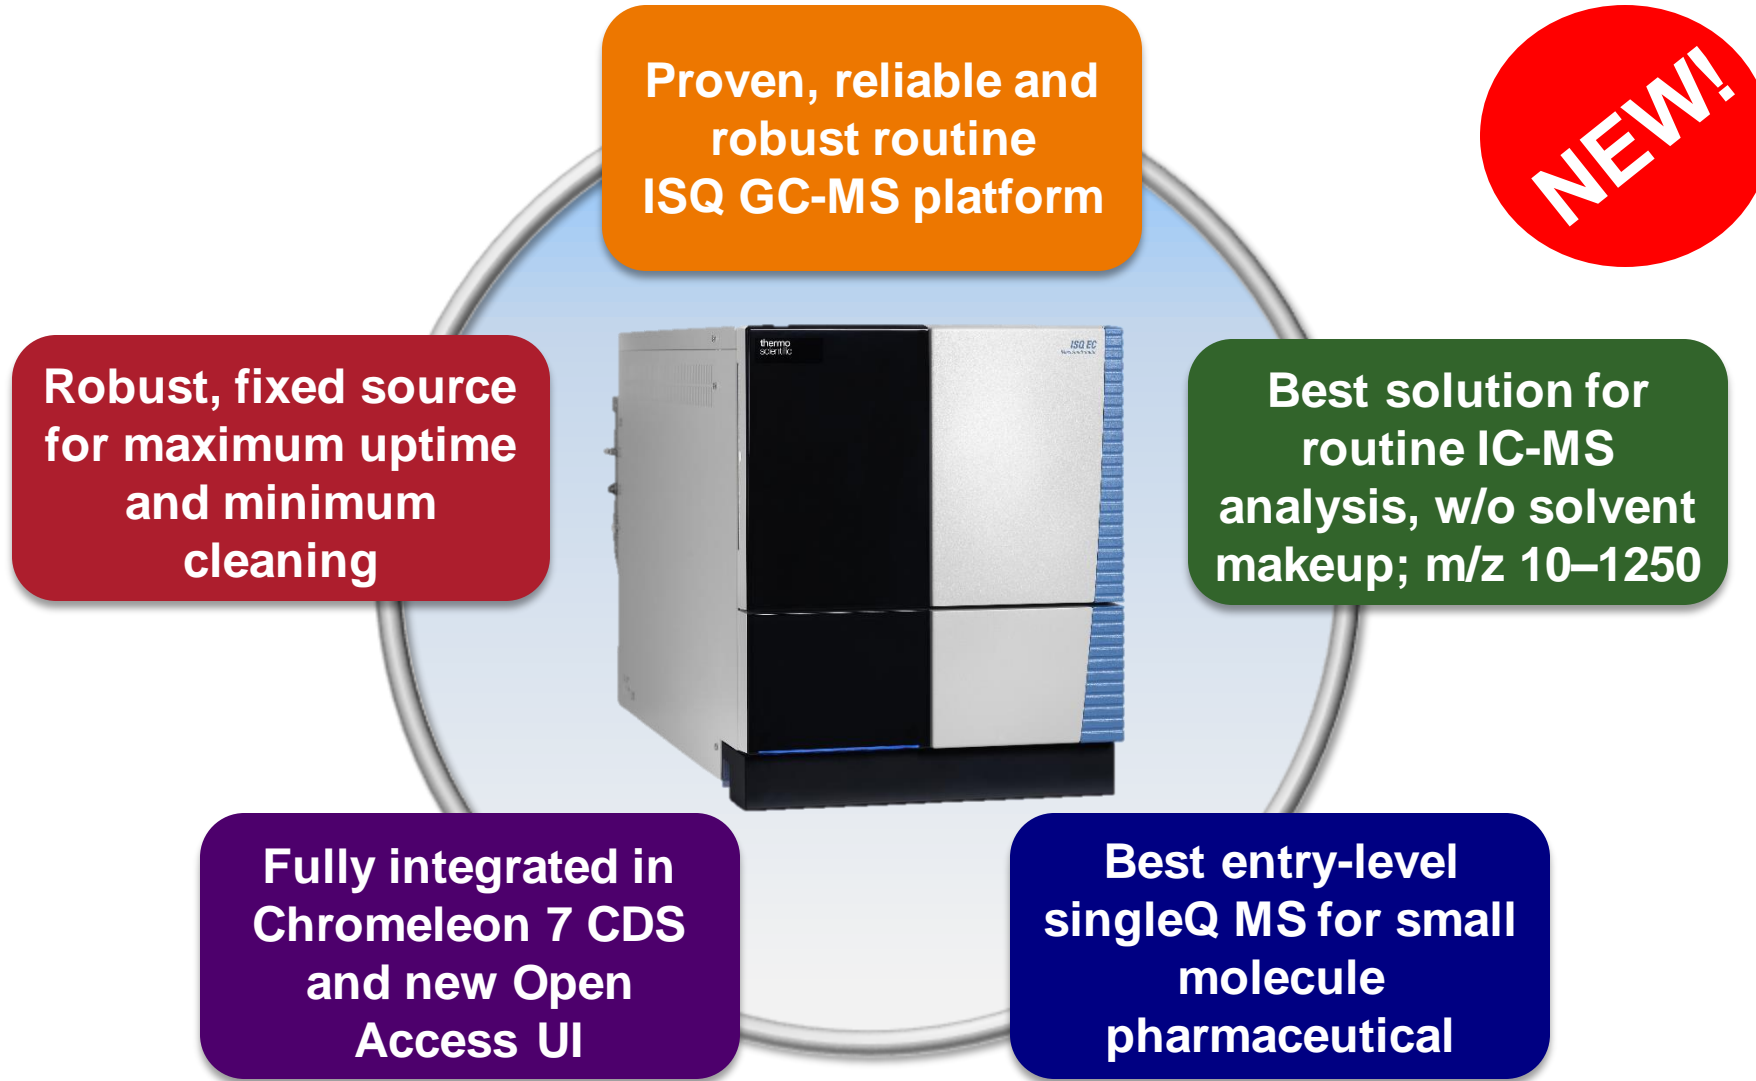 Proven, reliable and
robust routine
ISQ GC-MS platform
NEW!
Robust, fixed source
for maximum uptime
and minimum
cleaning
thermo
scientific
ISQ EC
Best solution for
routine IC-MS
analysis, w/o solvent
makeup; m/z 10–1250
Fully integrated in
Chromeleon 7 CDS
and new Open
Access UI
Best entry-level
singleQ MS for small
molecule
pharmaceutical